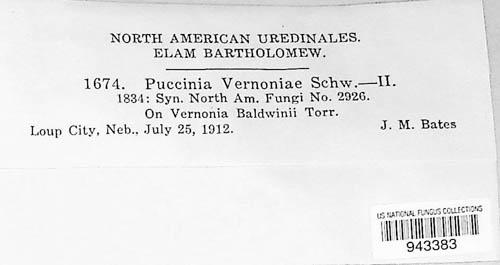 NORTH AMERICAN UREDINALES.
ELAM BARTHOLOMEW.
1674. Puccinia Vernoniae Schw.—II.
1834: Syn. North Am. Fungi No. 2926.
On Vernonia Baldwinii Torr.
Loup City, Neb., July 25, 1912. J. M. Bates
US NATIONAL FUNGUS COLLECTIONS
943383